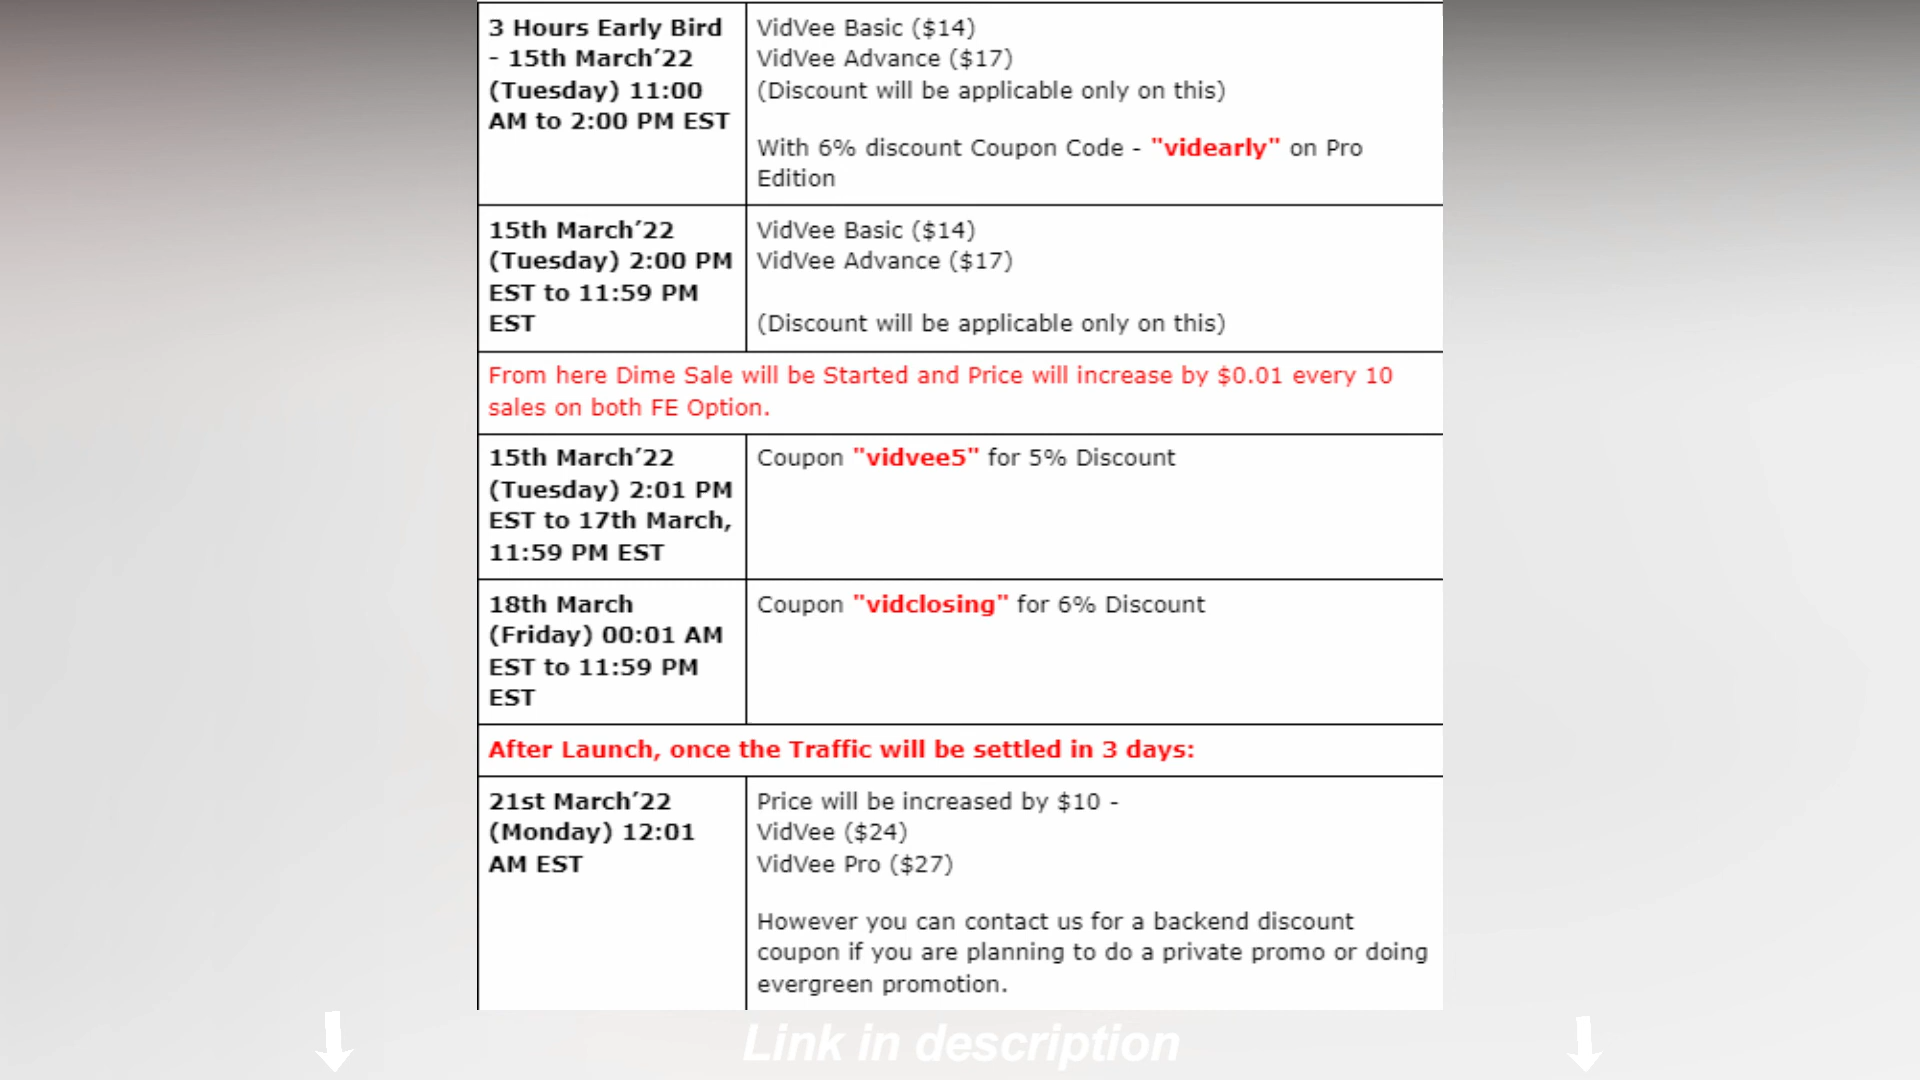 3 Hours Early Bird
- 15th March’22
(Tuesday) 11:00
AM to 2:00 PM EST
VidVee Basic ($14)
VidVee Advance ($17)
(Discount will be applicable only on this)
With 6% discount Coupon Code - "videarly" on Pro
Edition
15th March’22
(Tuesday) 2:00 PM
EST to 11:59 PM
EST
VidVee Basic ($14)
VidVee Advance ($17)
(Discount will be applicable only on this)
From here Dime Sale will be Started and Price will increase by $0.01 every 10
sales on both FE Option.
15th March’22
(Tuesday) 2:01 PM
EST to 17th March,
11:59 PM EST
Coupon "vidvee5" for 5% Discount
18th March
(Friday) 00:01 AM
EST to 11:59 PM
EST
Coupon "vidclosing" for 6% Discount
After Launch, once the Traffic will be settled in 3 days:
21st March’22
(Monday) 12:01
AM EST
Price will be increased by $10 -
VidVee ($24)
VidVee Pro ($27)
However you can contact us for a backend discount
coupon if you are planning to do a private promo or doing
evergreen promotion.
Link in description